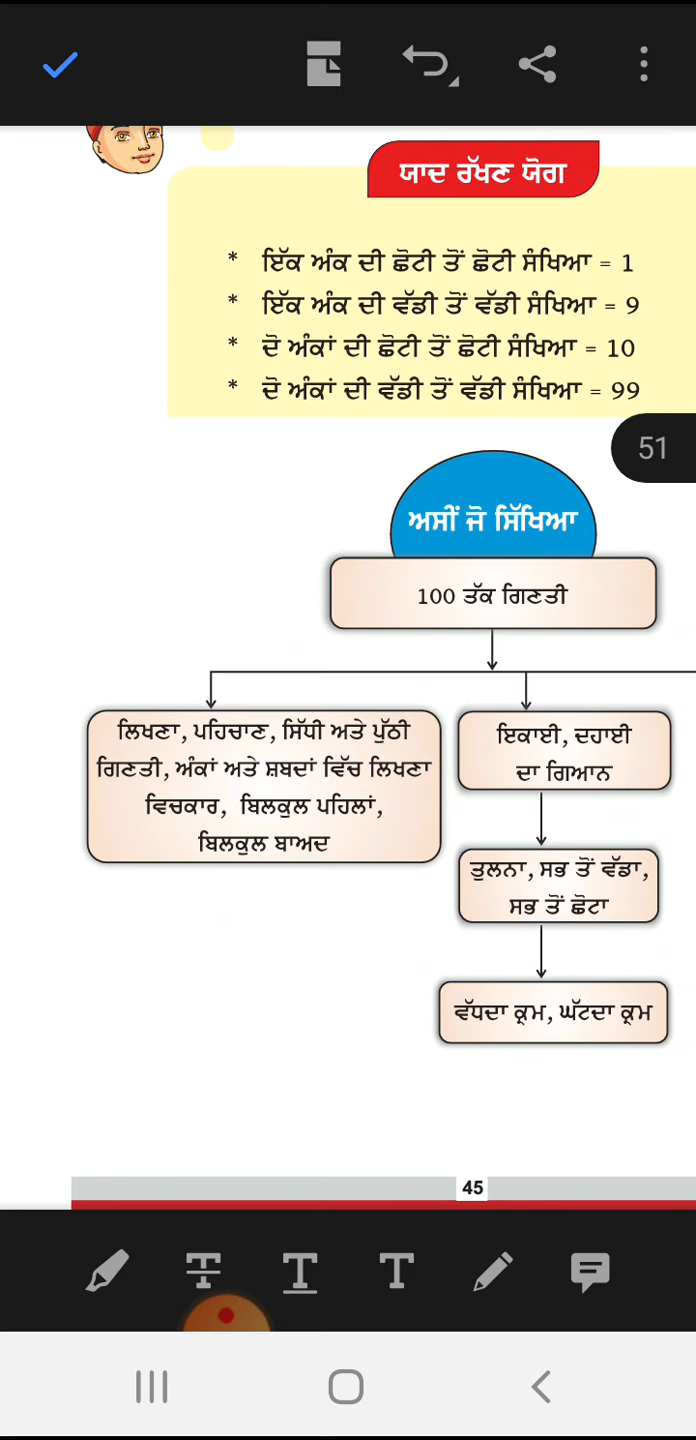 ਯਾਦ ਰੱਖਣ ਯੋਗ
* ਇੱਕ ਅੰਕ ਦੀ ਛੋਟੀ ਤੋਂ ਛੋਟੀ ਸੰਖਿਆ = 1
* ਇੱਕ ਅੰਕ ਦੀ ਵੱਡੀ ਤੋਂ ਵੱਡੀ ਸੰਖਿਆ = 9
* ਦੋ ਅੰਕਾਂ ਦੀ ਛੋਟੀ ਤੋਂ ਛੋਟੀ ਸੰਖਿਆ = 10
* ਦੋ ਅੰਕਾਂ ਦੀ ਵੱਡੀ ਤੋਂ ਵੱਡੀ ਸੰਖਿਆ = 99
51
ਅਸੀਂ ਜੋ ਸਿੱਖਿਆ
100 ਤੱਕ ਗਿਣਤੀ
ਲਿਖਣਾ, ਪਹਿਚਾਣ, ਸਿੱਧੀ ਅਤੇ ਪੁੱਠੀ
ਗਿਣਤੀ, ਅੰਕਾਂ ਅਤੇ ਸ਼ਬਦਾਂ ਵਿੱਚ ਲਿਖਣਾ
ਵਿਚਕਾਰ, ਬਿਲਕੁਲ ਪਹਿਲਾਂ,
ਬਿਲਕੁਲ ਬਾਅਦ
ਇਕਾਈ, ਦਹਾਈ
ਦਾ ਗਿਆਨ
ਤੁਲਨਾ, ਸਭ ਤੋਂ ਵੱਡਾ,
ਸਭ ਤੋਂ ਛੋਟਾ
ਵੱਧਦਾ ਕ੍ਰਮ, ਘੱਟਦਾ ਕ੍ਰਮ
45